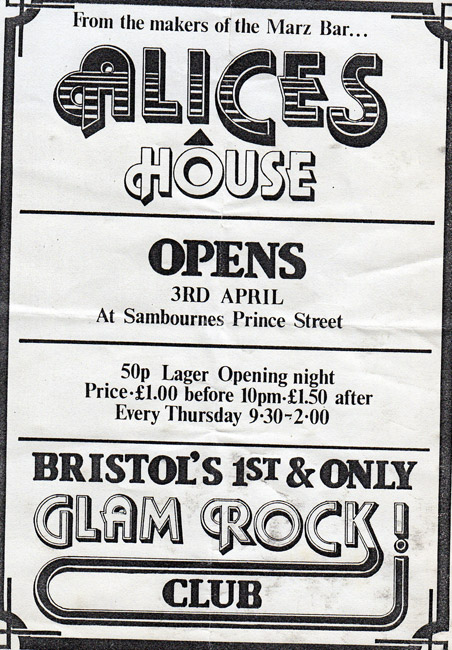 From the makers of the Marz Bar...
ALICES
HOUSE
OPENS
3RD APRIL
At Sambournes Prince Street
50p Lager Opening night
Price·£1.00 before 10pm·£1.50 after
Every Thursday 9·30-2·00
BRISTOL'S 1ST & ONLY
GLAM ROCK!
CLUB